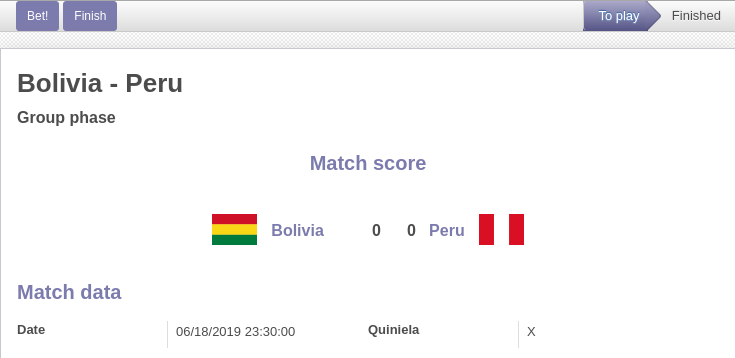 Bet! Finish To play Finished
Bolivia - Peru
Group phase
Match score
Bolivia 0 0 Peru
Match data
Date 06/18/2019 23:30:00 Quiniela X